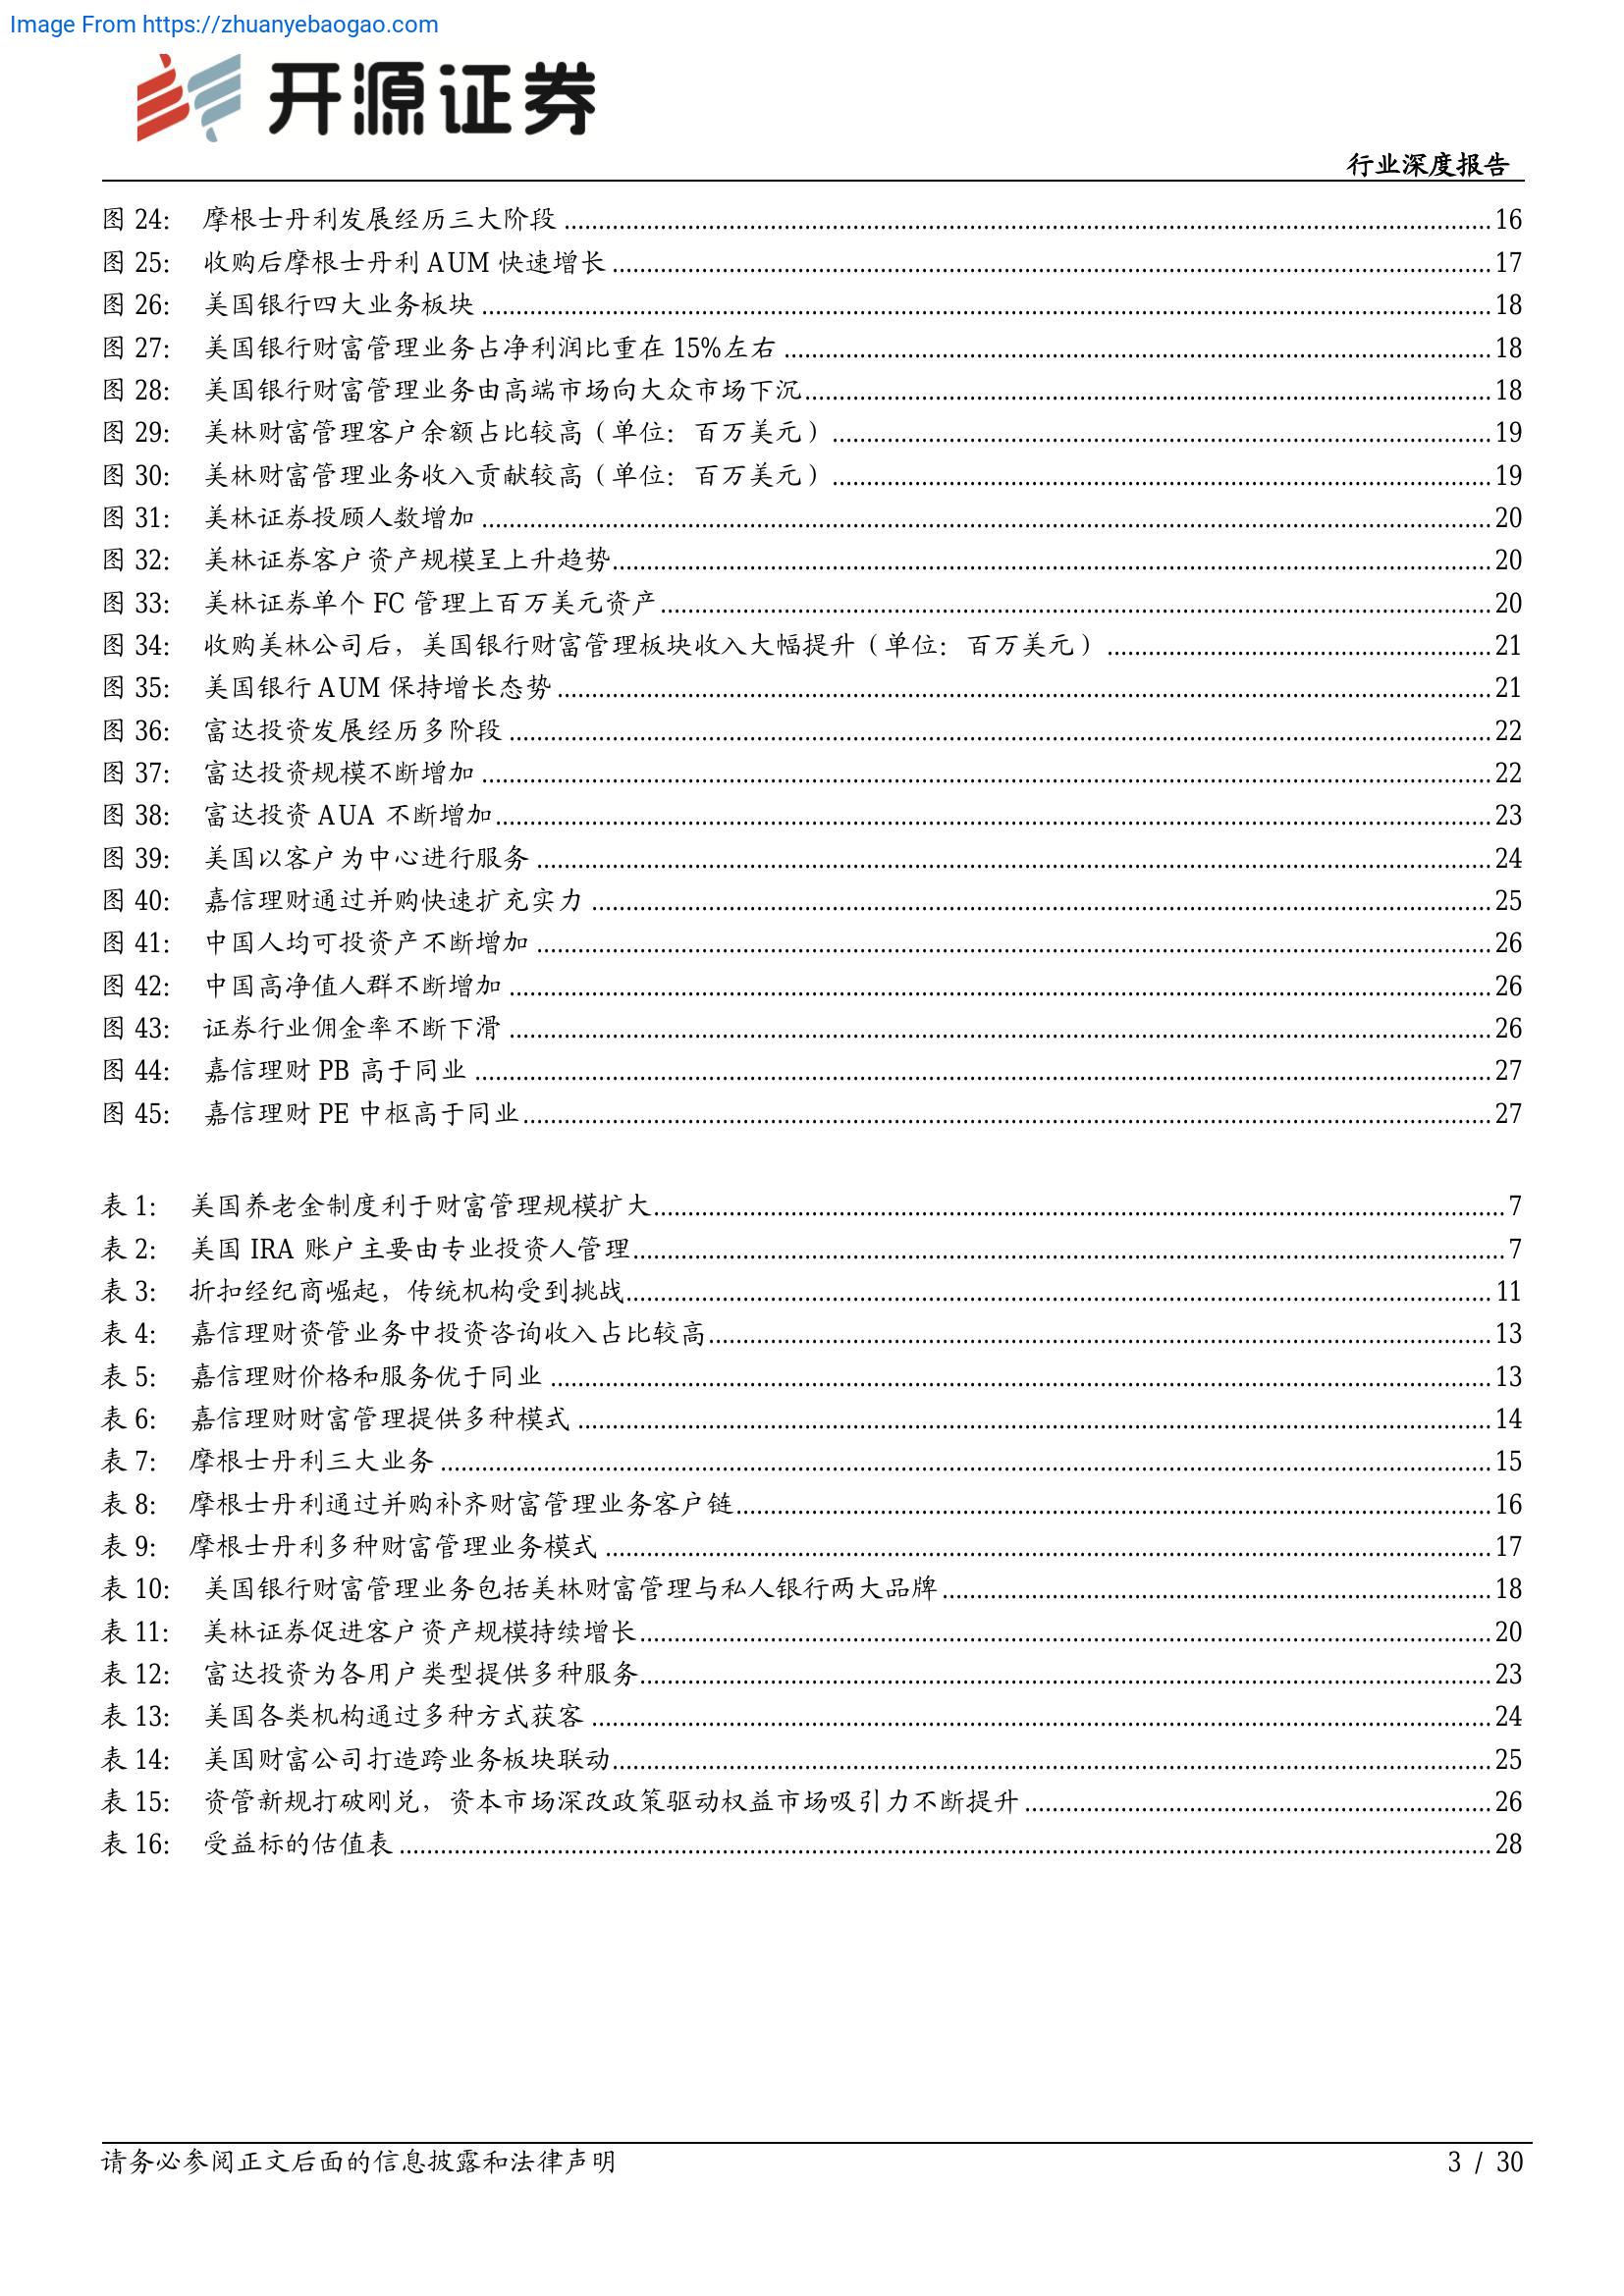 Image From https://zhuanyebaogao.com
开源证券
行业深度报告
图 24: 摩根士丹利发展经历三大阶段 ........ 16
图 25: 收购后摩根士丹利 AUM 快速增长 ........ 17
图 26: 美国银行四大业务板块 ........ 18
图 27: 美国银行财富管理业务占净利润比重在 15%左右 ........ 18
图 28: 美国银行财富管理业务由高端市场向大众市场下沉 ........ 18
图 29: 美林财富管理客户余额占比较高（单位：百万美元） ........ 19
图 30: 美林财富管理业务收入贡献较高（单位：百万美元） ........ 19
图 31: 美林证券投顾人数增加 ........ 20
图 32: 美林证券客户资产规模呈上升趋势 ........ 20
图 33: 美林证券单个 FC 管理上百万美元资产 ........ 20
图 34: 收购美林公司后，美国银行财富管理板块收入大幅提升（单位：百万美元） ........ 21
图 35: 美国银行 AUM 保持增长态势 ........ 21
图 36: 富达投资发展经历多阶段 ........ 22
图 37: 富达投资规模不断增加 ........ 22
图 38: 富达投资 AUA 不断增加 ........ 23
图 39: 美国以客户为中心进行服务 ........ 24
图 40: 嘉信理财通过并购快速扩充实力 ........ 25
图 41: 中国人均可投资产不断增加 ........ 26
图 42: 中国高净值人群不断增加 ........ 26
图 43: 证券行业佣金率不断下滑 ........ 26
图 44: 嘉信理财 PB 高于同业 ........ 27
图 45: 嘉信理财 PE 中枢高于同业 ........ 27
表 1: 美国养老金制度利于财富管理规模扩大 ........ 7
表 2: 美国 IRA 账户主要由专业投资人管理 ........ 7
表 3: 折扣经纪商崛起，传统机构受到挑战 ........ 11
表 4: 嘉信理财资管业务中投资咨询收入占比较高 ........ 13
表 5: 嘉信理财价格和服务优于同业 ........ 13
表 6: 嘉信理财财富管理提供多种模式 ........ 14
表 7: 摩根士丹利三大业务 ........ 15
表 8: 摩根士丹利通过并购补齐财富管理业务客户链 ........ 16
表 9: 摩根士丹利多种财富管理业务模式 ........ 17
表 10: 美国银行财富管理业务包括美林财富管理与私人银行两大品牌 ........ 18
表 11: 美林证券促进客户资产规模持续增长 ........ 20
表 12: 富达投资为各用户类型提供多种服务 ........ 23
表 13: 美国各类机构通过多种方式获客 ........ 24
表 14: 美国财富公司打造跨业务板块联动 ........ 25
表 15: 资管新规打破刚兑，资本市场深改政策驱动权益市场吸引力不断提升 ........ 26
表 16: 受益标的估值表 ........ 28
请务必参阅正文后面的信息披露和法律声明 3 / 30